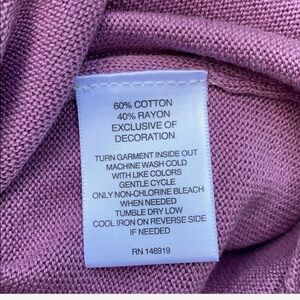 60% COTTON
40% RAYON
EXCLUSIVE OF
DECORATION
TURN GARMENT INSIDE OUT
MACHINE WASH COLD
WITH LIKE COLORS
GENTLE CYCLE
ONLY NON-CHLORINE BLEACH
WHEN NEEDED
TUMBLE DRY LOW
COOL IRON ON REVERSE SIDE
IF NEEDED
RN 146919